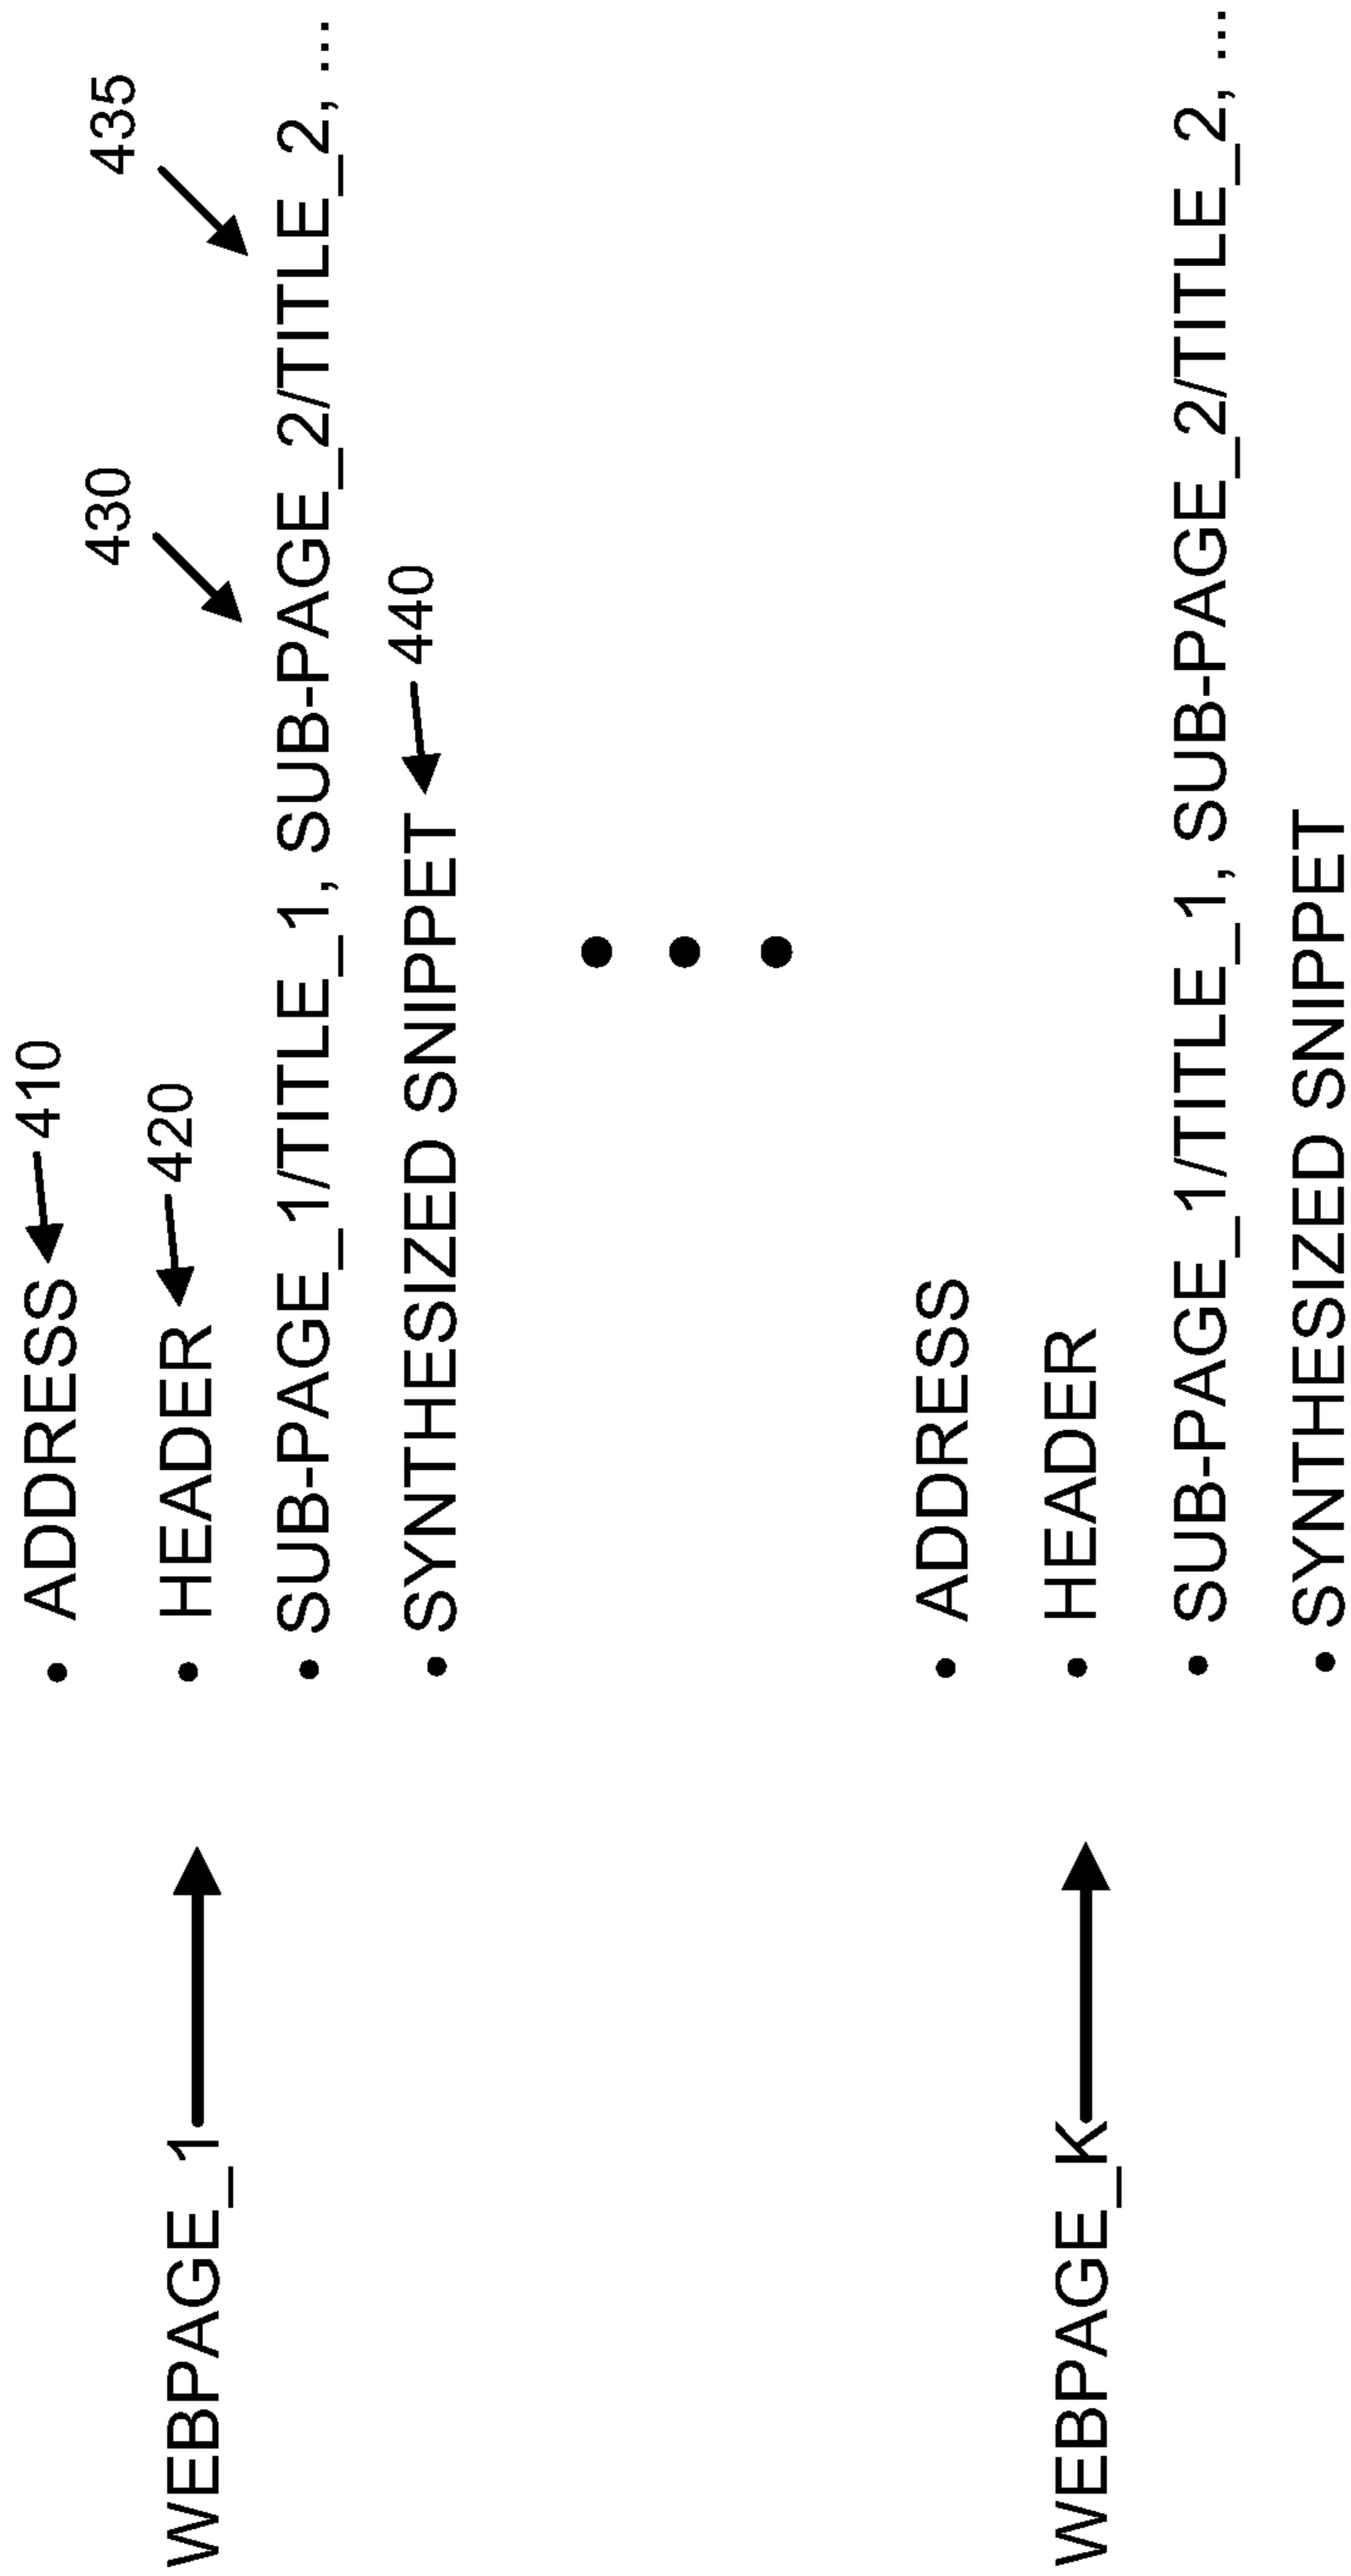 • ADDRESS 410
WEBPAGE_1
• HEADER 420
430
435
• SUB-PAGE_1/TITLE_1, SUB-PAGE_2/TITLE_2, ...
• SYNTHESIZED SNIPPET 440
• ADDRESS
WEBPAGE_K
• HEADER
• SUB-PAGE_1/TITLE_1, SUB-PAGE_2/TITLE_2, ...
• SYNTHESIZED SNIPPET